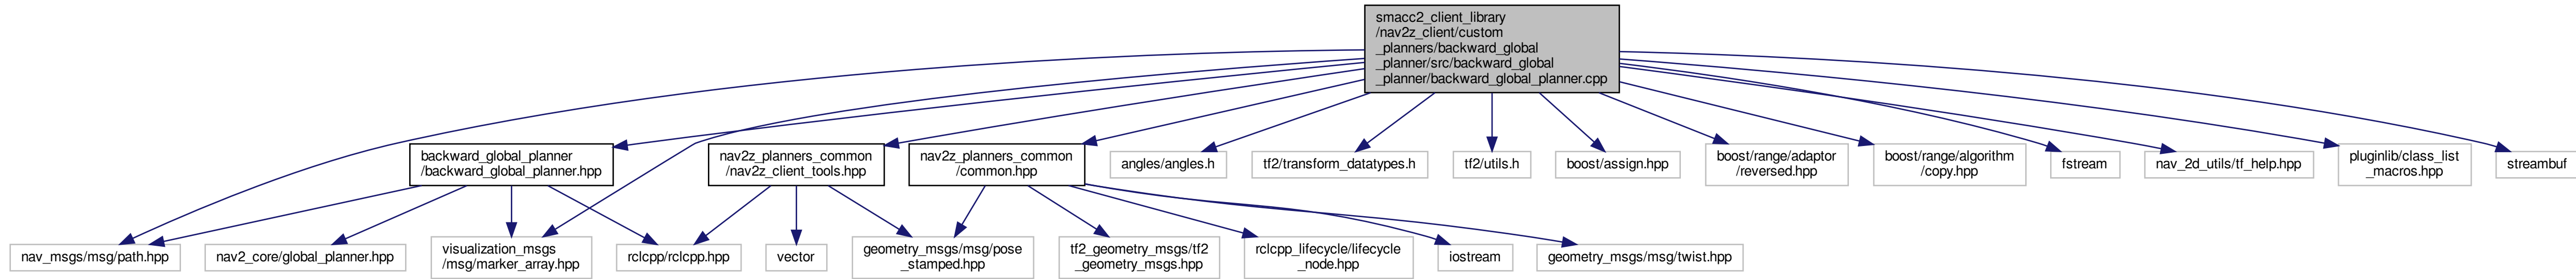 smacc2_client_library
/nav2z_client/custom
_planners/backward_global
_planner/src/backward_global
_planner/backward_global_planner.cpp
backward_global_planner
/backward_global_planner.hpp
nav2z_planners_common
/nav2z_client_tools.hpp
nav2z_planners_common
/common.hpp
angles/angles.h
tf2/transform_datatypes.h
tf2/utils.h
boost/assign.hpp
boost/range/adaptor
/reversed.hpp
boost/range/algorithm
/copy.hpp
fstream
nav_2d_utils/tf_help.hpp
pluginlib/class_list
_macros.hpp
streambuf
nav_msgs/msg/path.hpp
nav2_core/global_planner.hpp
visualization_msgs
/msg/marker_array.hpp
rclcpp/rclcpp.hpp
vector
geometry_msgs/msg/pose
_stamped.hpp
tf2_geometry_msgs/tf2
_geometry_msgs.hpp
rclcpp_lifecycle/lifecycle
_node.hpp
iostream
geometry_msgs/msg/twist.hpp